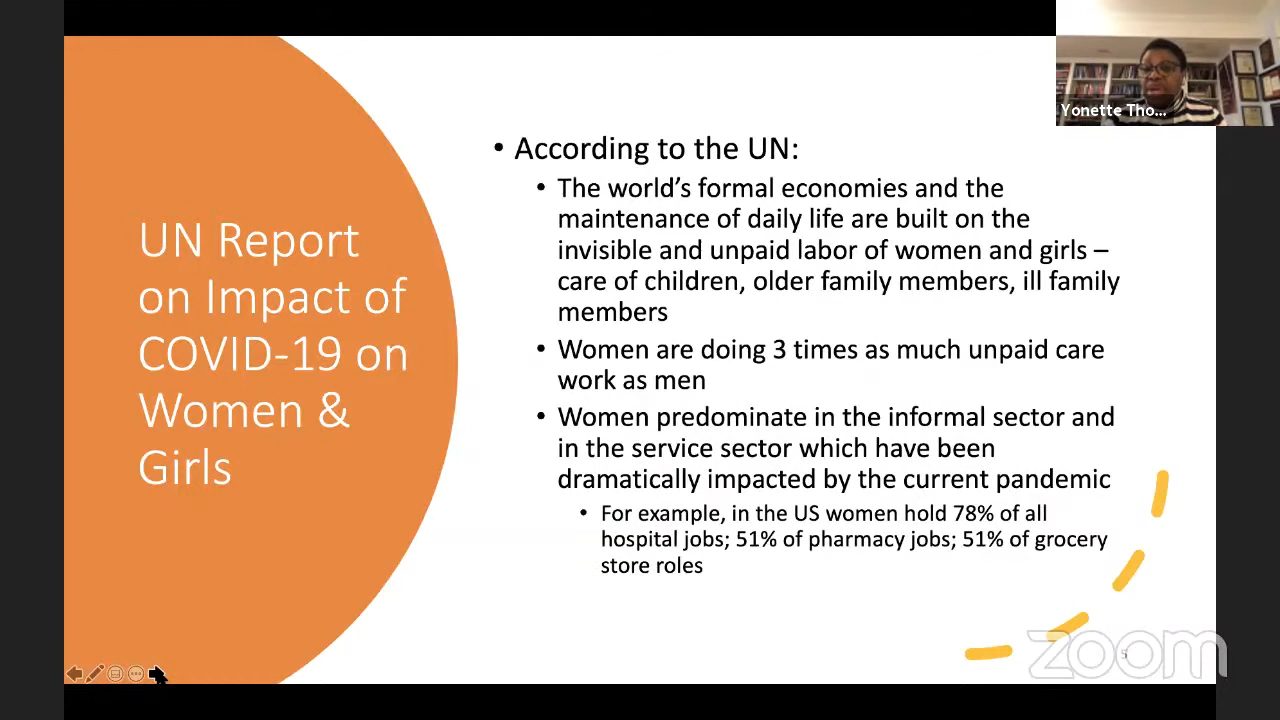 Yonette Tho...
UN Report
on Impact of
COVID-19 on
Women &
Girls
• According to the UN:
• The world’s formal economies and the
maintenance of daily life are built on the
invisible and unpaid labor of women and girls –
care of children, older family members, ill family
members
• Women are doing 3 times as much unpaid care
work as men
• Women predominate in the informal sector and
in the service sector which have been
dramatically impacted by the current pandemic
• For example, in the US women hold 78% of all
hospital jobs; 51% of pharmacy jobs; 51% of grocery
store roles
zoom
5